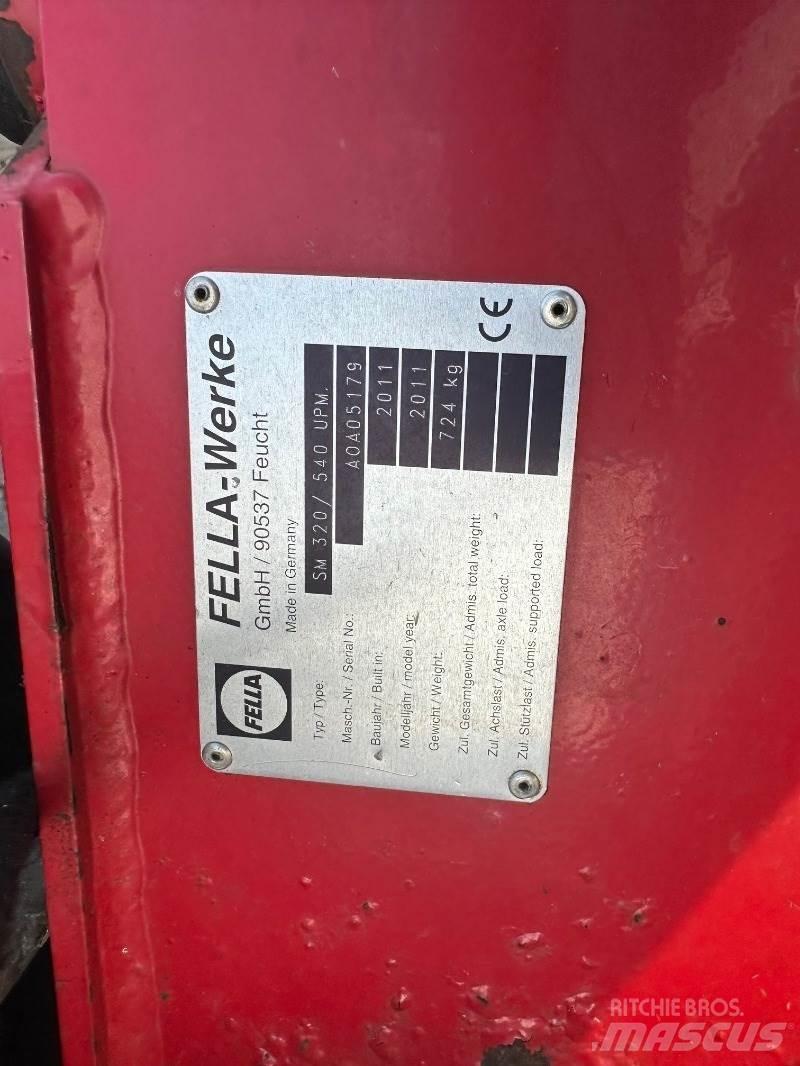 FELLA
FELLA-Werke
GmbH / 90537 Feucht
Made in Germany
Typ / Type: SM 320/ 540 UPM.
Masch.-Nr. / Serial No.: A0A05179
Baujahr / Built in: 2011
Modelljahr / model year: 2011
Gewicht / Weight: 724 kg
Zul. Gesamtgewicht / Admis. total weight:
Zul. Achslast / Admis. axle load:
Zul. Stützlast / Admis. supported load:
CE
RITCHIE BROS.
MASCUS